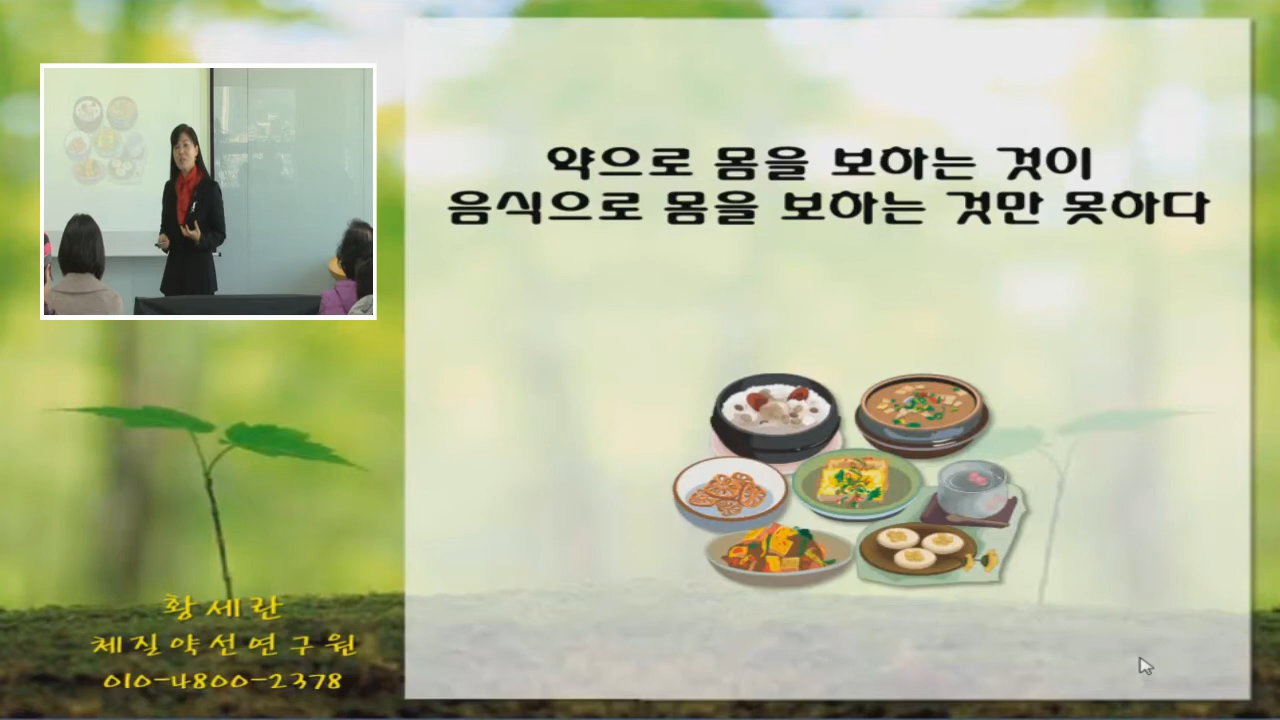 약으로 몸을 보하는 것이
음식으로 몸을 보하는 것만 못하다
황세란
체질약선연구원
010-4800-2378